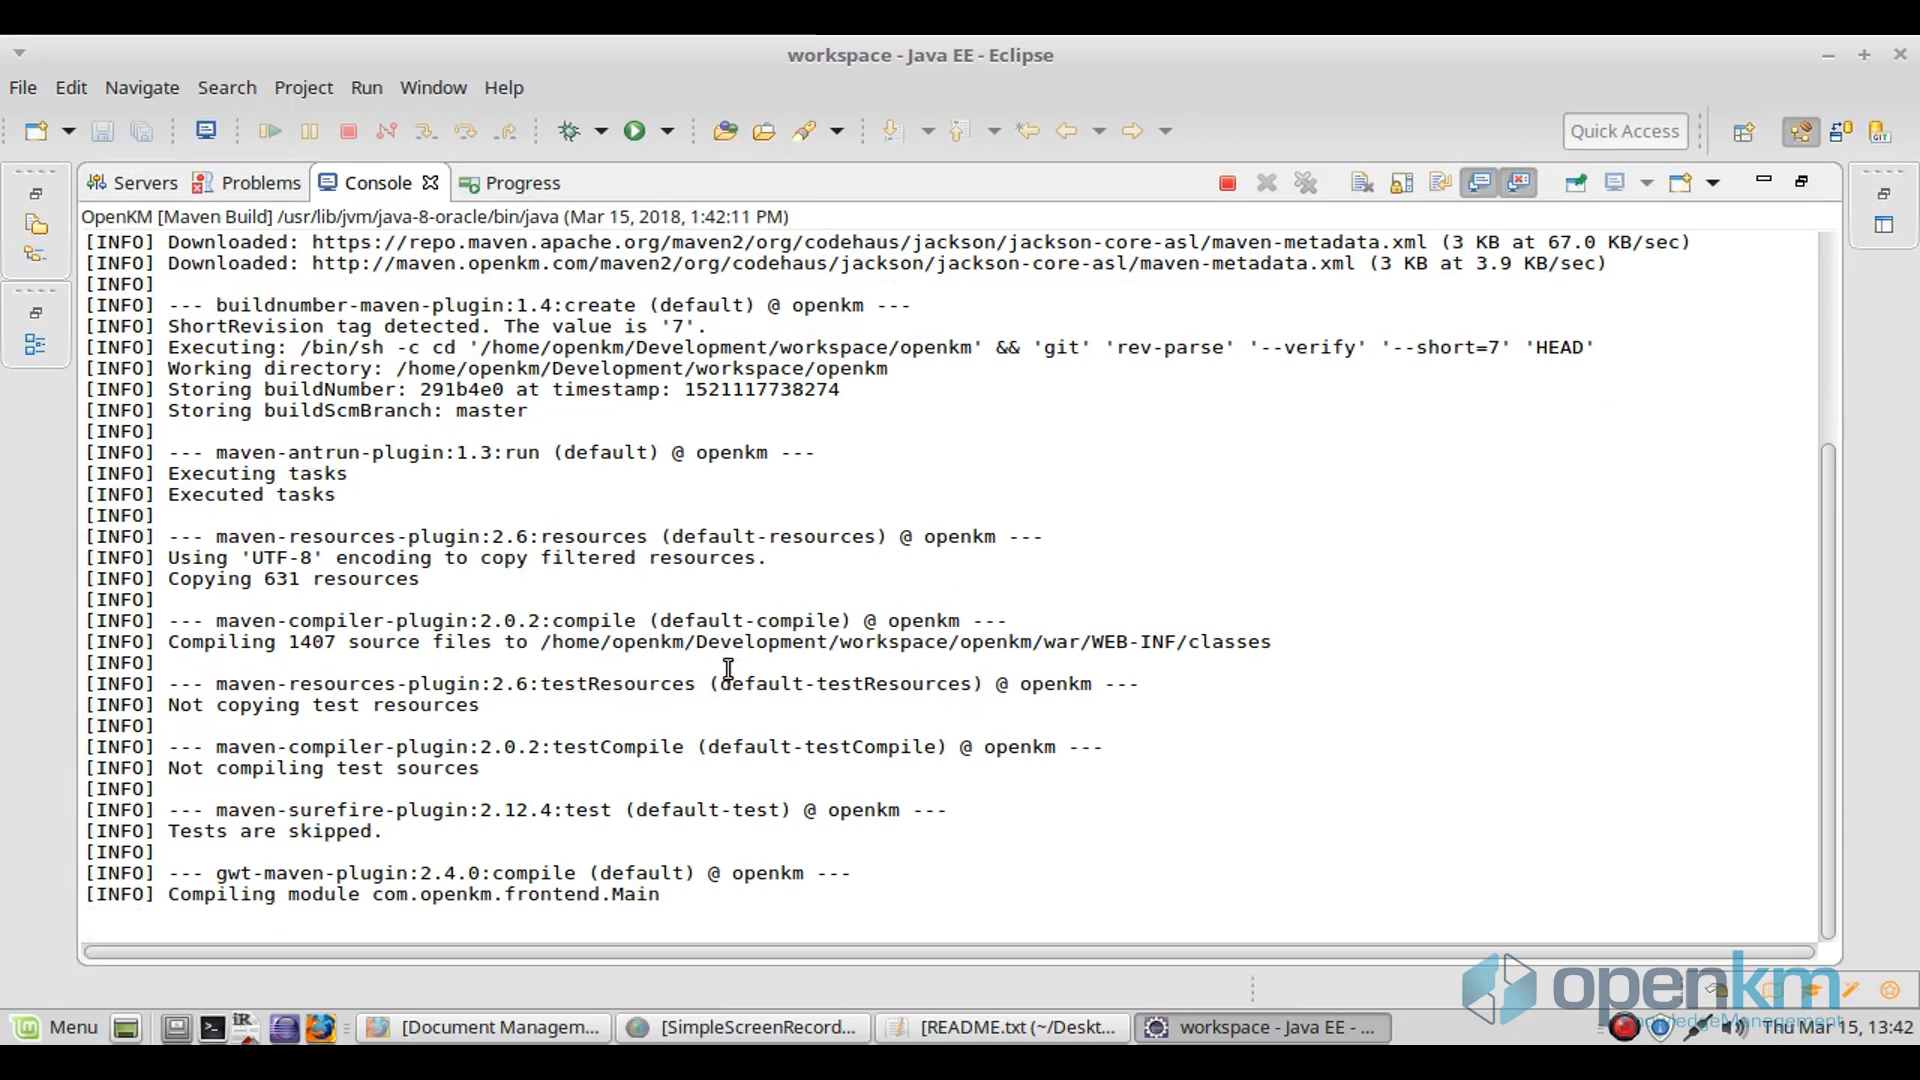 workspace - Java EE - Eclipse
File Edit Navigate Search Project Run Window Help
Quick Access
GIT
Servers Problems Console Progress
OpenKM [Maven Build] /usr/lib/jvm/java-8-oracle/bin/java (Mar 15, 2018, 1:42:11 PM)
[INFO] Downloaded: https://repo.maven.apache.org/maven2/org/codehaus/jackson/jackson-core-asl/maven-metadata.xml (3 KB at 67.0 KB/sec)
[INFO] Downloaded: http://maven.openkm.com/maven2/org/codehaus/jackson/jackson-core-asl/maven-metadata.xml (3 KB at 3.9 KB/sec)
[INFO]
[INFO] --- buildnumber-maven-plugin:1.4:create (default) @ openkm ---
[INFO] ShortRevision tag detected. The value is '7'.
[INFO] Executing: /bin/sh -c cd '/home/openkm/Development/workspace/openkm' && 'git' 'rev-parse' '--verify' '--short=7' 'HEAD'
[INFO] Working directory: /home/openkm/Development/workspace/openkm
[INFO] Storing buildNumber: 291b4e0 at timestamp: 1521117738274
[INFO] Storing buildScmBranch: master
[INFO]
[INFO] --- maven-antrun-plugin:1.3:run (default) @ openkm ---
[INFO] Executing tasks
[INFO] Executed tasks
[INFO]
[INFO] --- maven-resources-plugin:2.6:resources (default-resources) @ openkm ---
[INFO] Using 'UTF-8' encoding to copy filtered resources.
[INFO] Copying 631 resources
[INFO]
[INFO] --- maven-compiler-plugin:2.0.2:compile (default-compile) @ openkm ---
[INFO] Compiling 1407 source files to /home/openkm/Development/workspace/openkm/war/WEB-INF/classes
[INFO]
[INFO] --- maven-resources-plugin:2.6:testResources (default-testResources) @ openkm ---
[INFO] Not copying test resources
[INFO]
[INFO] --- maven-compiler-plugin:2.0.2:testCompile (default-testCompile) @ openkm ---
[INFO] Not compiling test sources
[INFO]
[INFO] --- maven-surefire-plugin:2.12.4:test (default-test) @ openkm ---
[INFO] Tests are skipped.
[INFO]
[INFO] --- gwt-maven-plugin:2.4.0:compile (default) @ openkm ---
[INFO] Compiling module com.openkm.frontend.Main
openkm
Menu iR [Document Managem... [SimpleScreenRecord... [README.txt (~/Deskt... workspace - Java EE - ... Thu Mar 15, 13:42